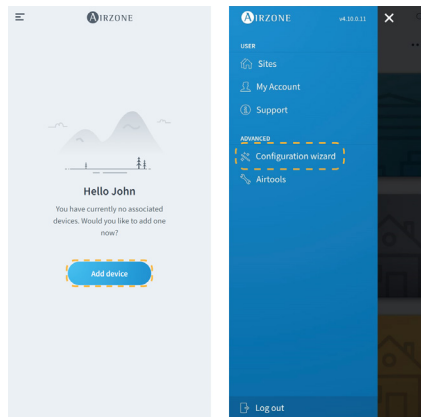 AIRZONE
Hello John
You have currently no associated
devices. Would you like to add one
now?
Add device
AIRZONE v4.10.0.11
USER
Sites
My Account
Support
ADVANCED
Configuration wizard
Airtools
Log out